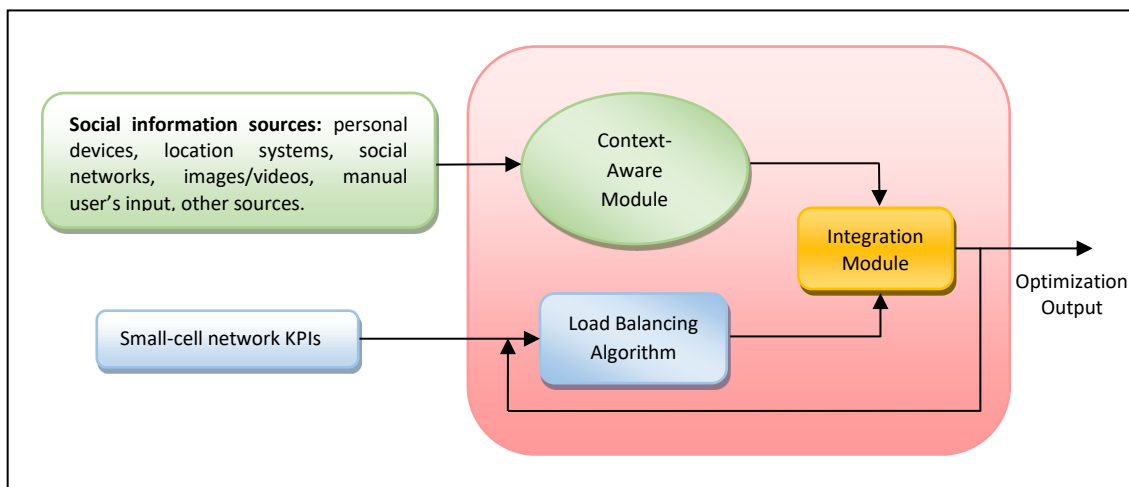 Social information sources: personal
devices, location systems, social
networks, images/videos, manual
user's input, other sources.
Context-
Aware
Module
Integration
Module
Optimization
Output
Small-cell network KPIs
Load Balancing
Algorithm